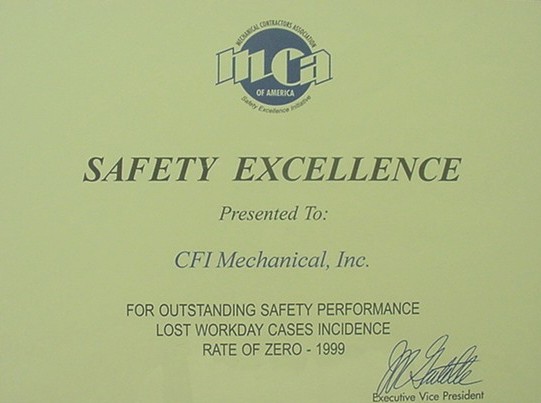 MECHANICAL CONTRACTORS ASSOCIATION
mca
OF AMERICA
Safety Excellence Initiative
SAFETY EXCELLENCE
Presented To:
CFI Mechanical, Inc.
FOR OUTSTANDING SAFETY PERFORMANCE
LOST WORKDAY CASES INCIDENCE
RATE OF ZERO - 1999
Executive Vice President